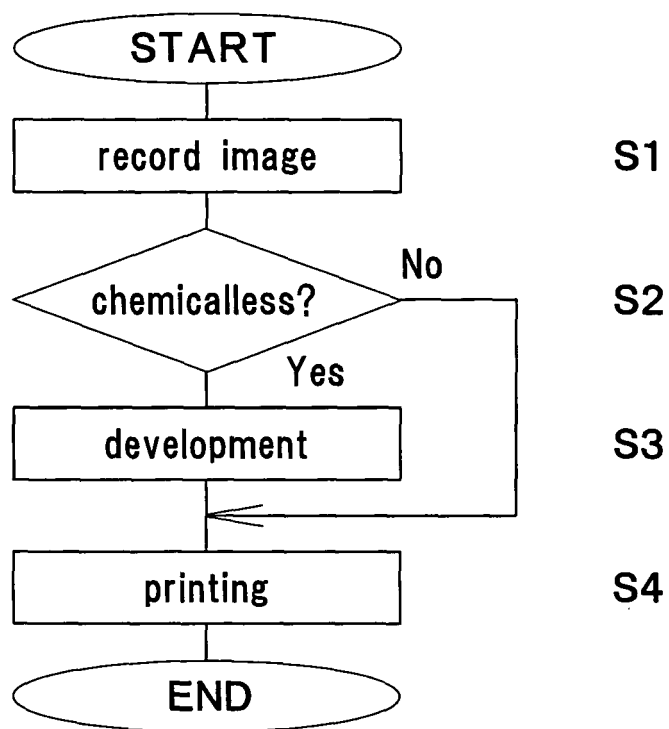 START
record image
S1
No
chemicalless?
S2
Yes
development
S3
printing
S4
END